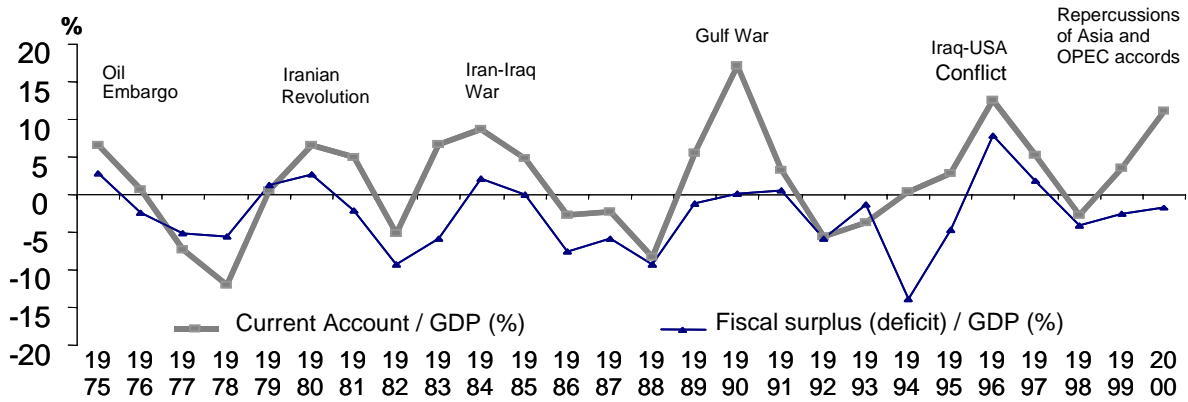 %
20
15
10
5
0
-5
-10
-15
-20
Oil
Embargo
Iranian
Revolution
Iran-Iraq
War
Gulf War
Iraq-USA
Conflict
Repercussions
of Asia and
OPEC accords
Current Account / GDP (%)
Fiscal surplus (deficit) / GDP (%)
19 19 19 19 19 19 19 19 19 19 19 19 19 19 19 19 19 19 19 19 19 19 19 19 19 20
75 76 77 78 79 80 81 82 83 84 85 86 87 88 89 90 91 92 93 94 95 96 97 98 99 00